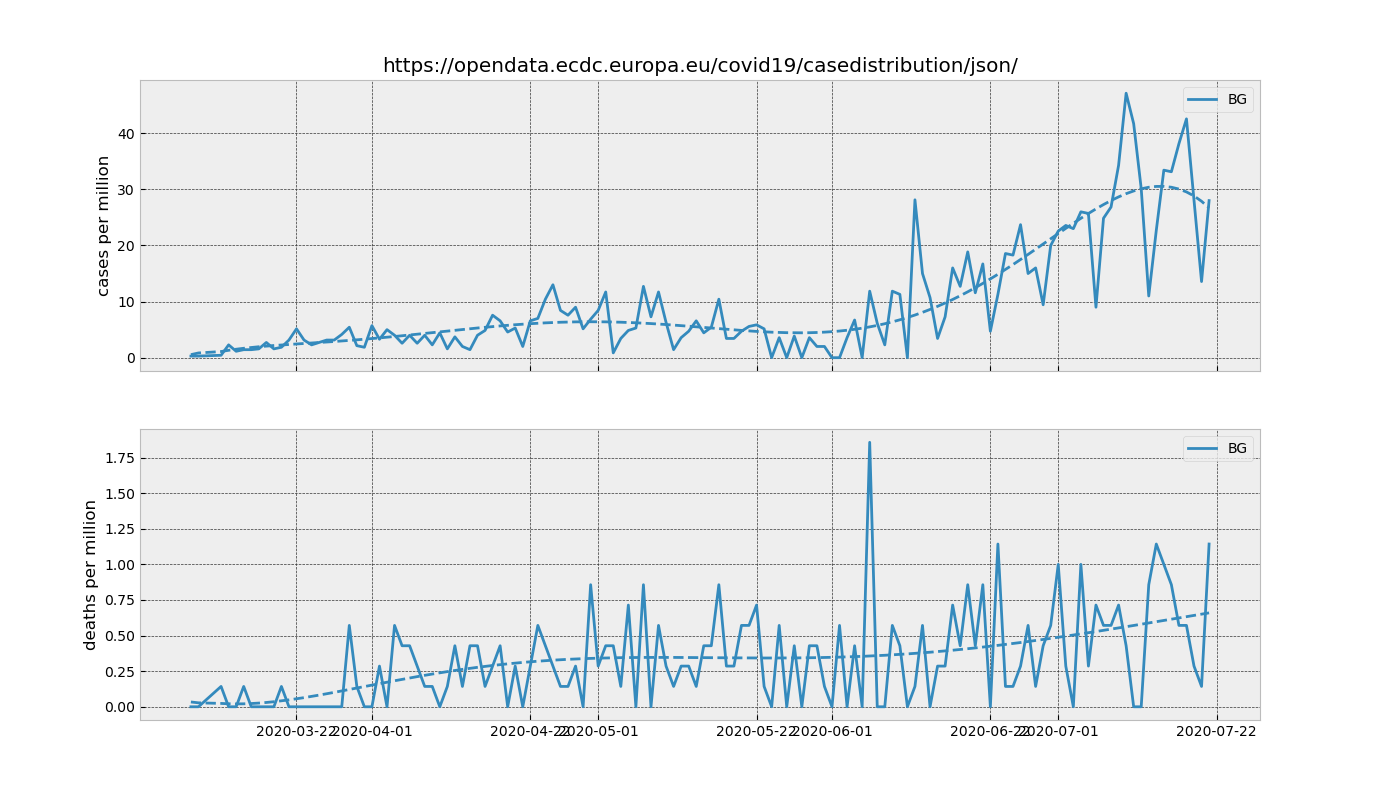 https://opendata.ecdc.europa.eu/covid19/casedistribution/json/
BG
40
30
20
10
0
cases per million
BG
1.75
1.50
1.25
1.00
0.75
0.50
0.25
0.00
deaths per million
2020-03-22 2020-04-01 2020-04-22 2020-05-01 2020-05-22 2020-06-01 2020-06-22 2020-07-01 2020-07-22